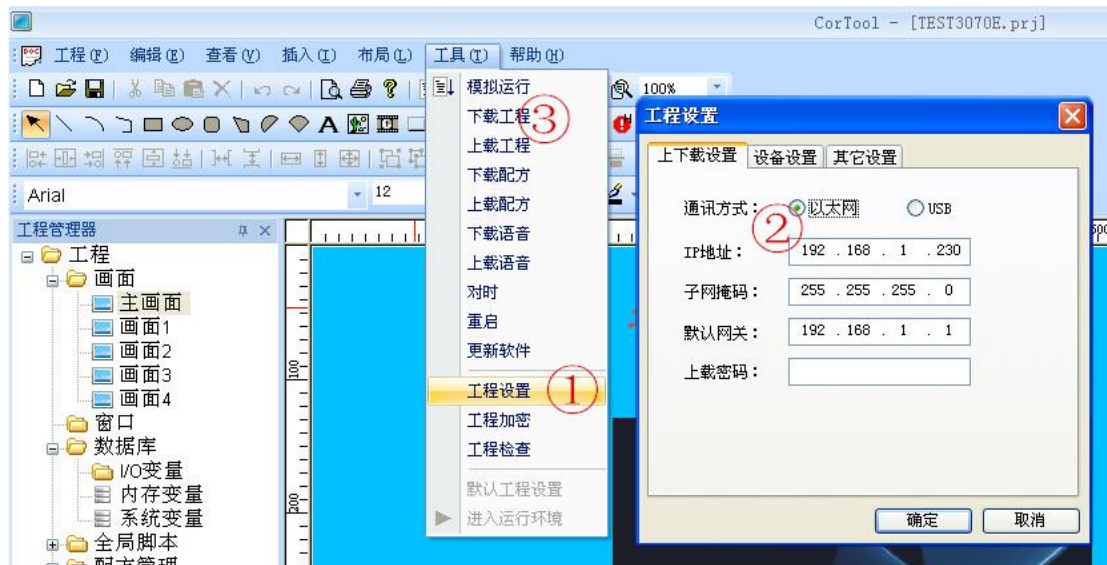 CorTool - [TEST3070E.prj]
工程(F) 编辑(E) 查看(V) 插入(I) 布局(L) 工具(T) 帮助(H)
100%
Arial 12
工程管理器
工程
画面
主画面
画面1
画面2
画面3
画面4
窗口
数据库
I/O变量
内存变量
系统变量
全局脚本
配方管理
100
200
模拟运行
下载工程 ③
上载工程
下载配方
上载配方
下载语音
上载语音
对时
重启
更新软件
工程设置 ①
工程加密
工程检查
默认工程设置
进入运行环境
工程设置
上下载设置 设备设置 其它设置
通讯方式： 以太网 USB
②
IP地址： 192 . 168 . 1 . 230
子网掩码： 255 . 255 . 255 . 0
默认网关： 192 . 168 . 1 . 1
上载密码：
确定 取消